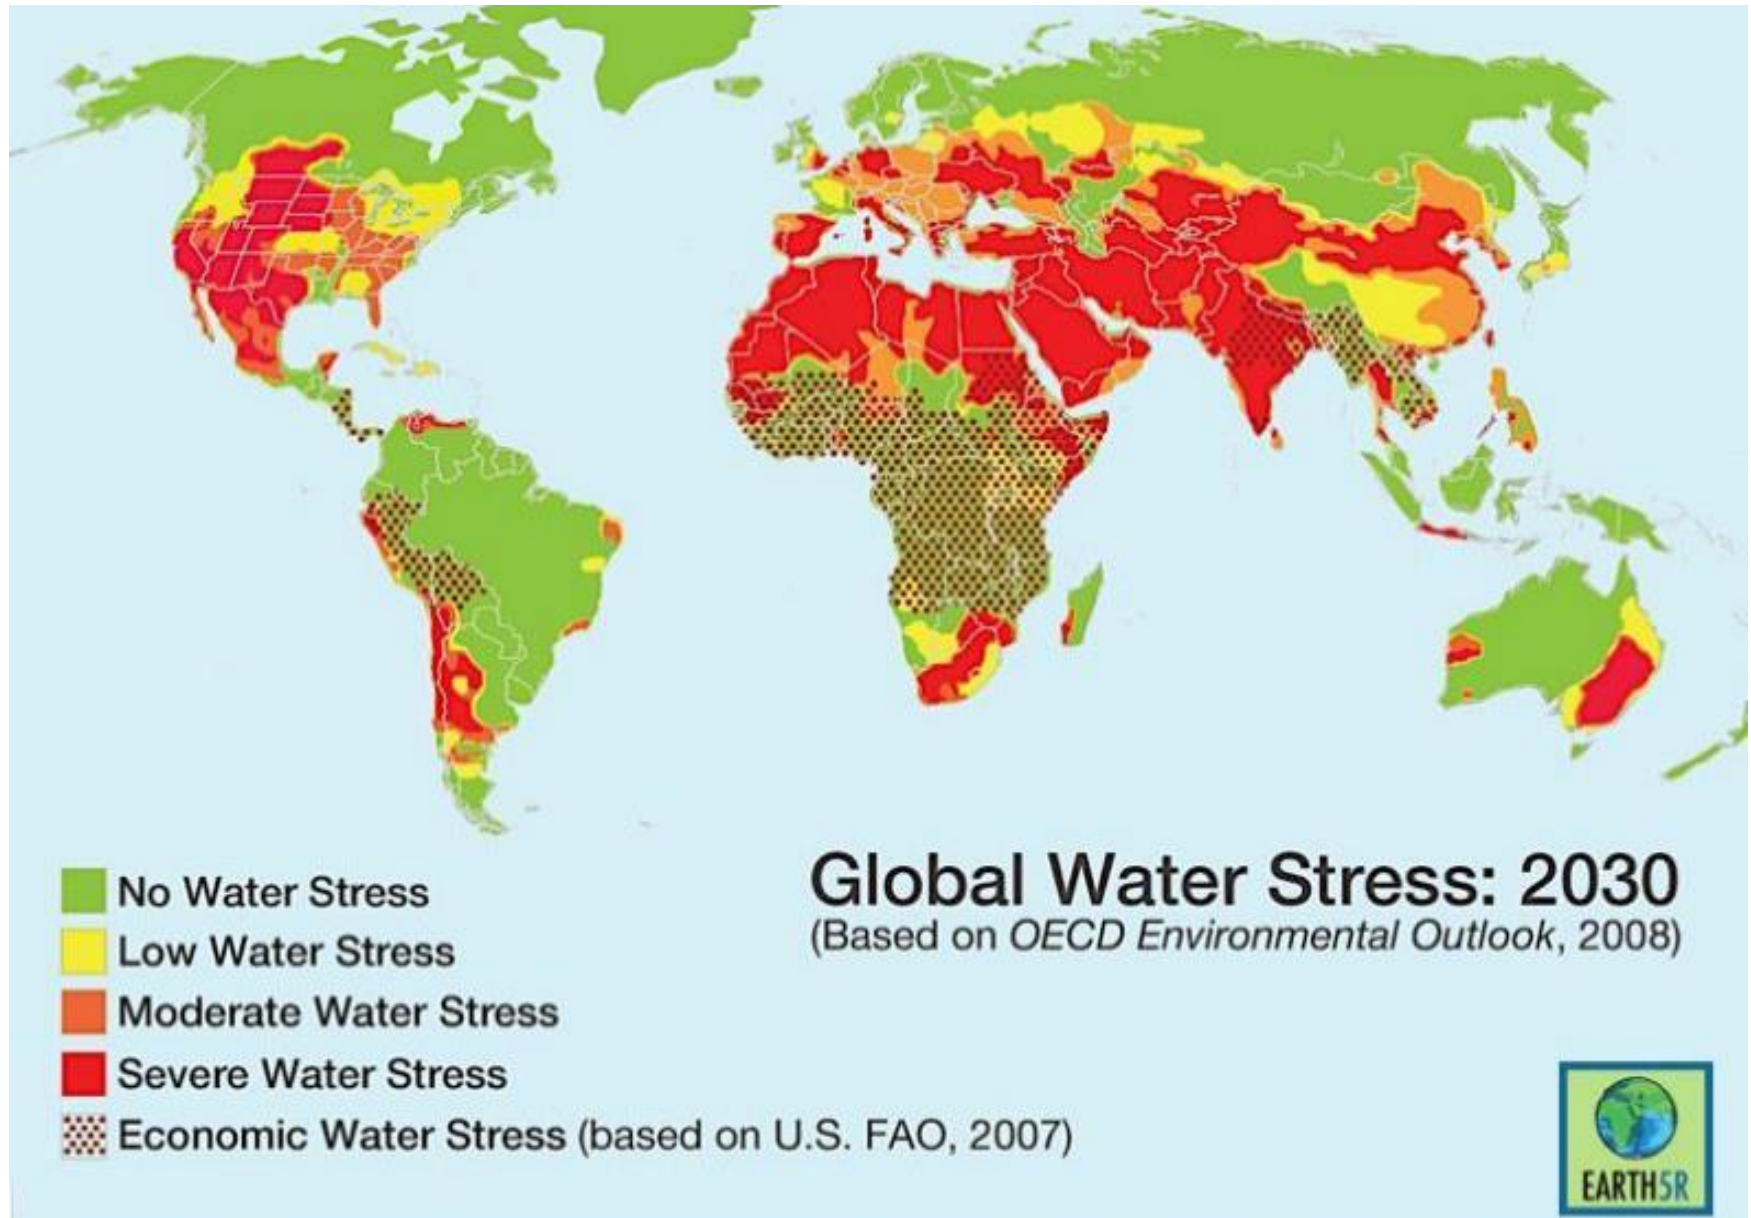 Global Water Stress: 2030
(Based on OECD Environmental Outlook, 2008)
No Water Stress
Low Water Stress
Moderate Water Stress
Severe Water Stress
Economic Water Stress (based on U.S. FAO, 2007)
EARTH5R